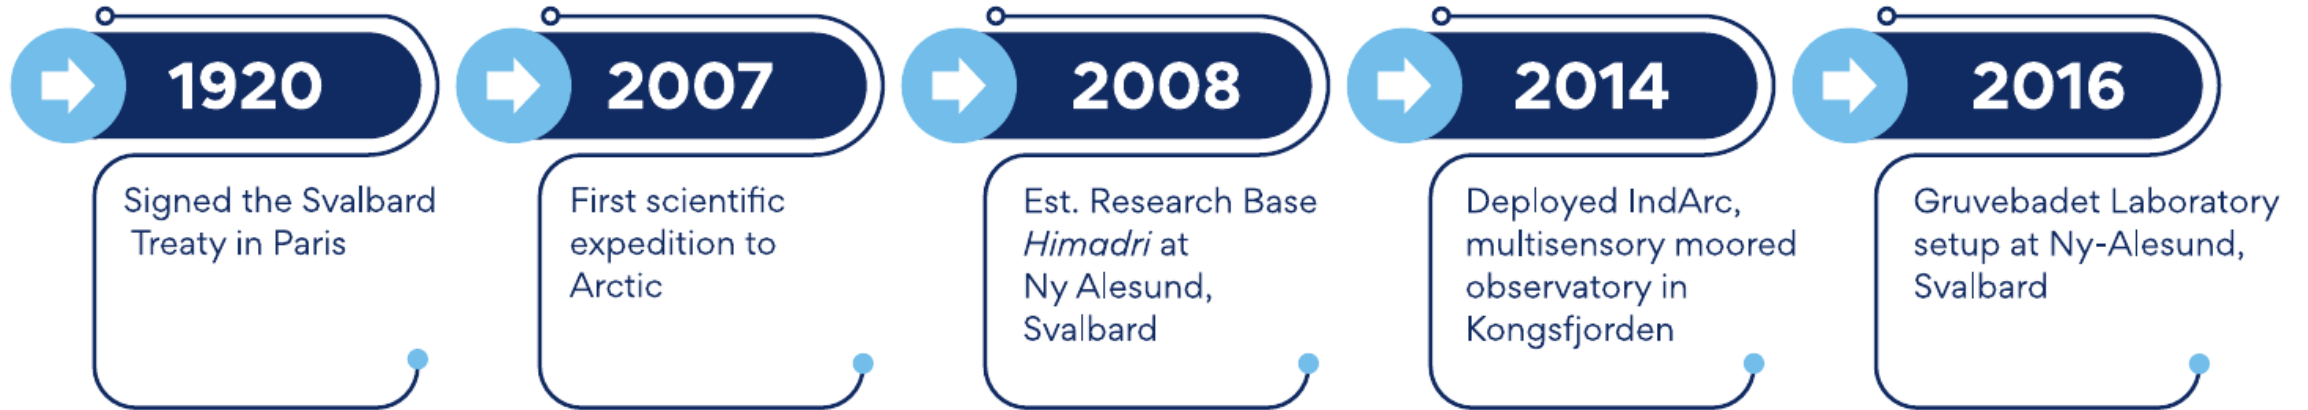 1920
Signed the Svalbard
Treaty in Paris
2007
First scientific
expedition to
Arctic
2008
Est. Research Base
Himadri at
Ny Alesund,
Svalbard
2014
Deployed IndArc,
multisensory moored
observatory in
Kongsfjorden
2016
Gruvebadet Laboratory
setup at Ny-Alesund,
Svalbard